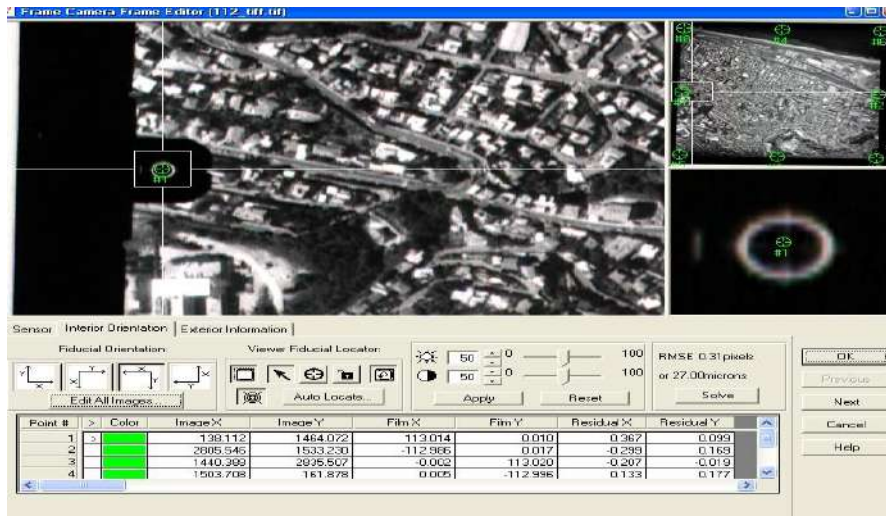 Frame Camera Frame Editor (112_tiff.tif)
#1
#4
#1
Sensor Interior Orientation Exterior Information
Fiducial Orientation: Viewer Fiducial Locator:
50 0 100 RMSE 0.31 pixels OK
50 0 100 or 27.00 microns Previous
Edit All Images... Auto Locate... Apply Reset Solve Next
Point # > Color Image X Image Y Film X Film Y Residual X Residual Y Cancel
1 > 138.112 1464.072 113.014 0.010 0.367 0.099
2 2805.546 1533.230 -112.986 0.017 -0.299 0.169 Help
3 1440.389 2835.507 -0.002 113.020 -0.207 -0.019
4 1503.708 161.878 0.005 -112.996 0.133 0.177